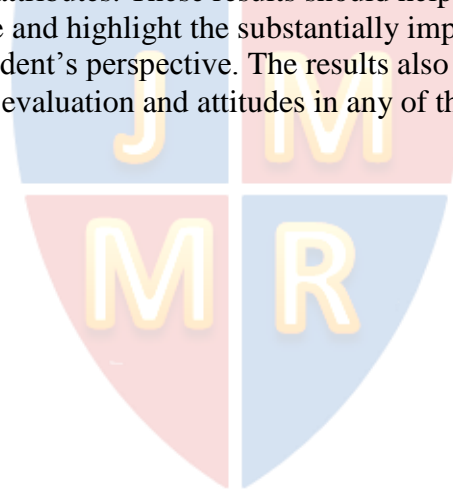 attributes. These results should help
e and highlight the substantially imp
dent's perspective. The results also
evaluation and attitudes in any of th
J M
M R